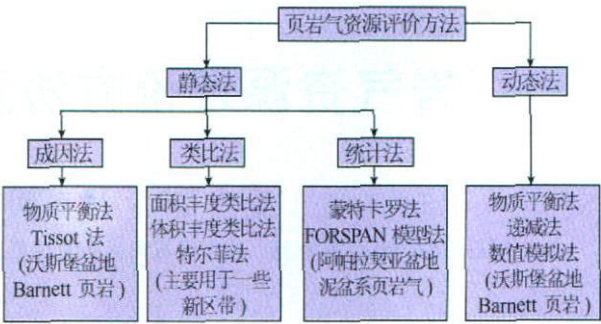 页岩气资源评价方法
静态法
动态法
成因法
类比法
统计法
物质平衡法
Tissot 法
(沃斯堡盆地
Barnett 页岩)
面积丰度类比法
体积丰度类比法
特尔菲法
(主要用于一些
新区带)
蒙特卡罗法
FORSPAN 模型法
(阿帕拉契亚盆地
泥盆系页岩气)
物质平衡法
递减法
数值模拟法
(沃斯堡盆地
Barnett 页岩)